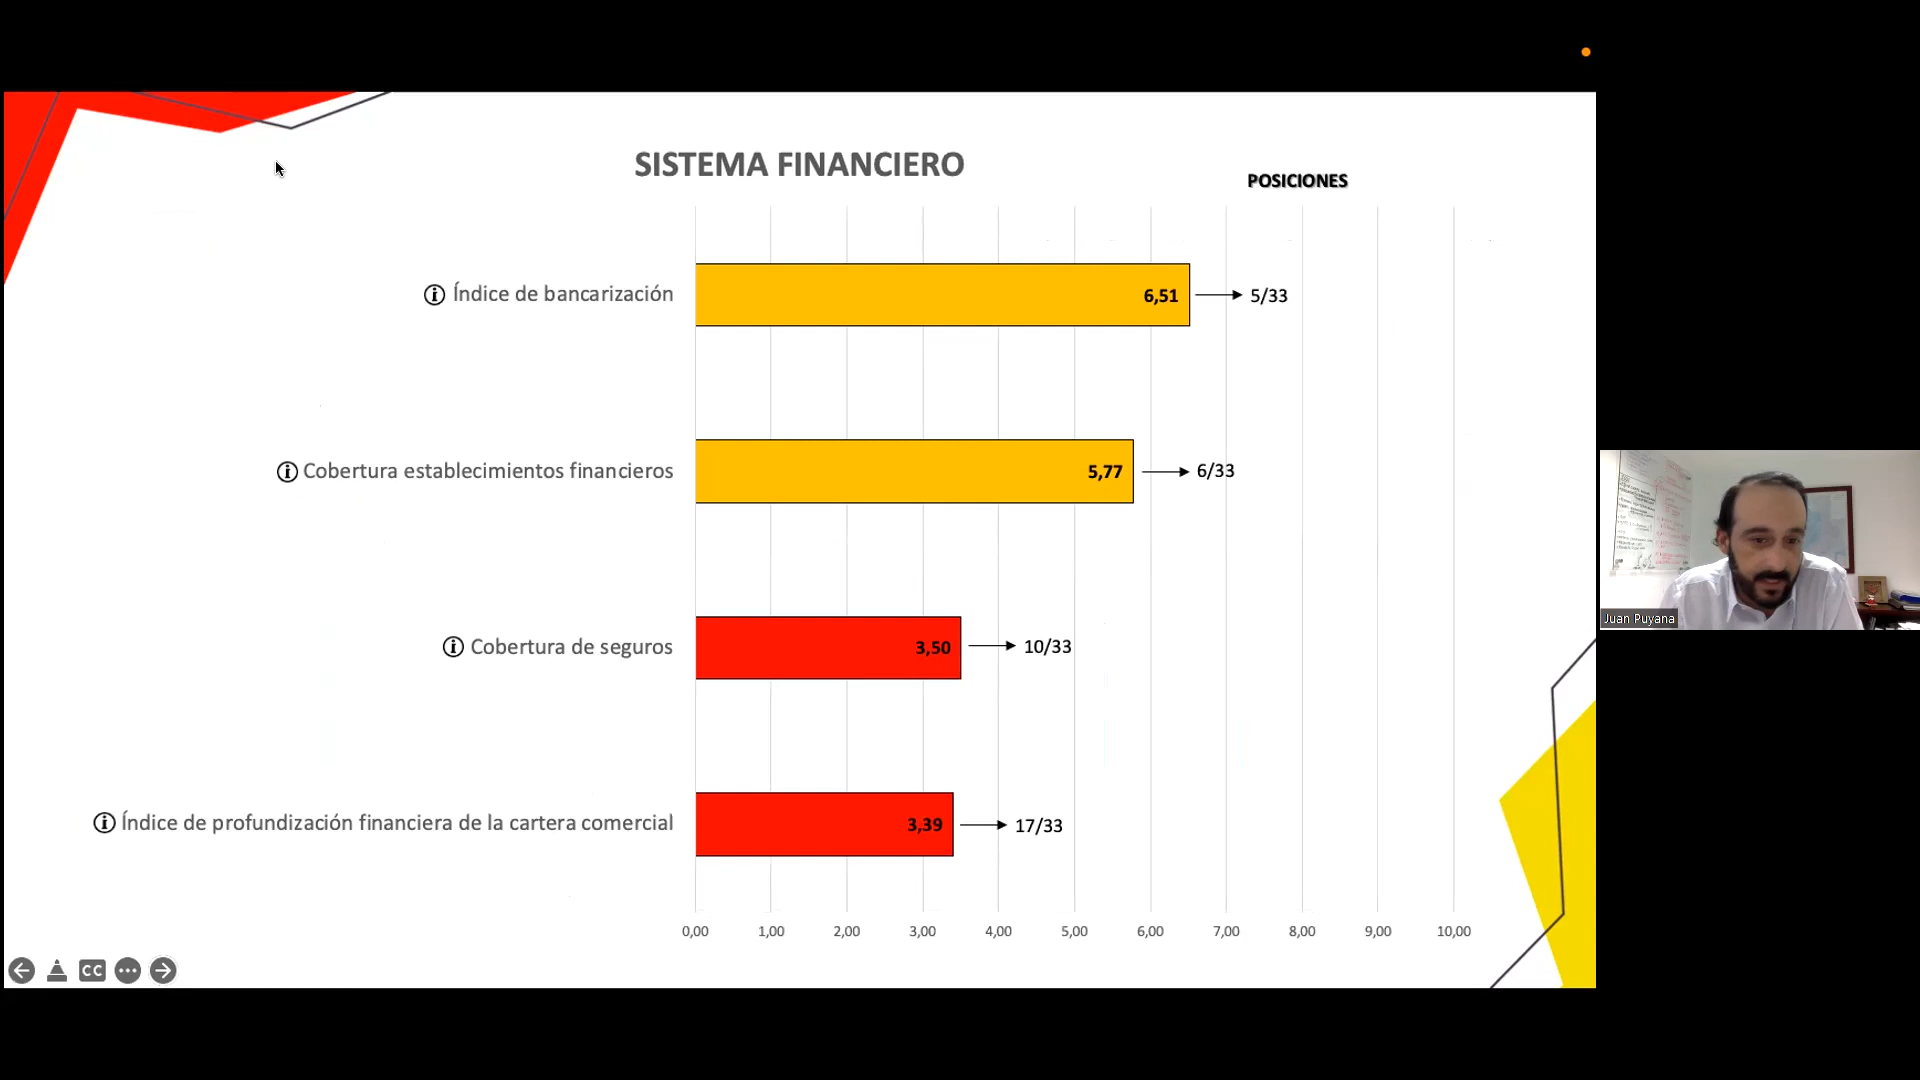 SISTEMA FINANCIERO
POSICIONES
Índice de bancarización
6,51
5/33
Cobertura establecimientos financieros
5,77
6/33
Cobertura de seguros
3,50
10/33
Índice de profundización financiera de la cartera comercial
3,39
17/33
0,00 1,00 2,00 3,00 4,00 5,00 6,00 7,00 8,00 9,00 10,00
CC
Juan Puyana